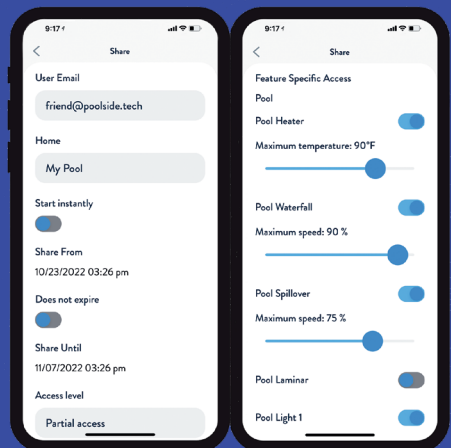 9:17
Share
User Email
friend@poolside.tech
Home
My Pool
Start instantly
Share From
10/23/2022 03:26 pm
Does not expire
Share Until
11/07/2022 03:26 pm
Access level
Partial access
9:17
Share
Feature Specific Access
Pool
Pool Heater
Maximum temperature: 90°F
Pool Waterfall
Maximum speed: 90 %
Pool Spillover
Maximum speed: 75 %
Pool Laminar
Pool Light 1